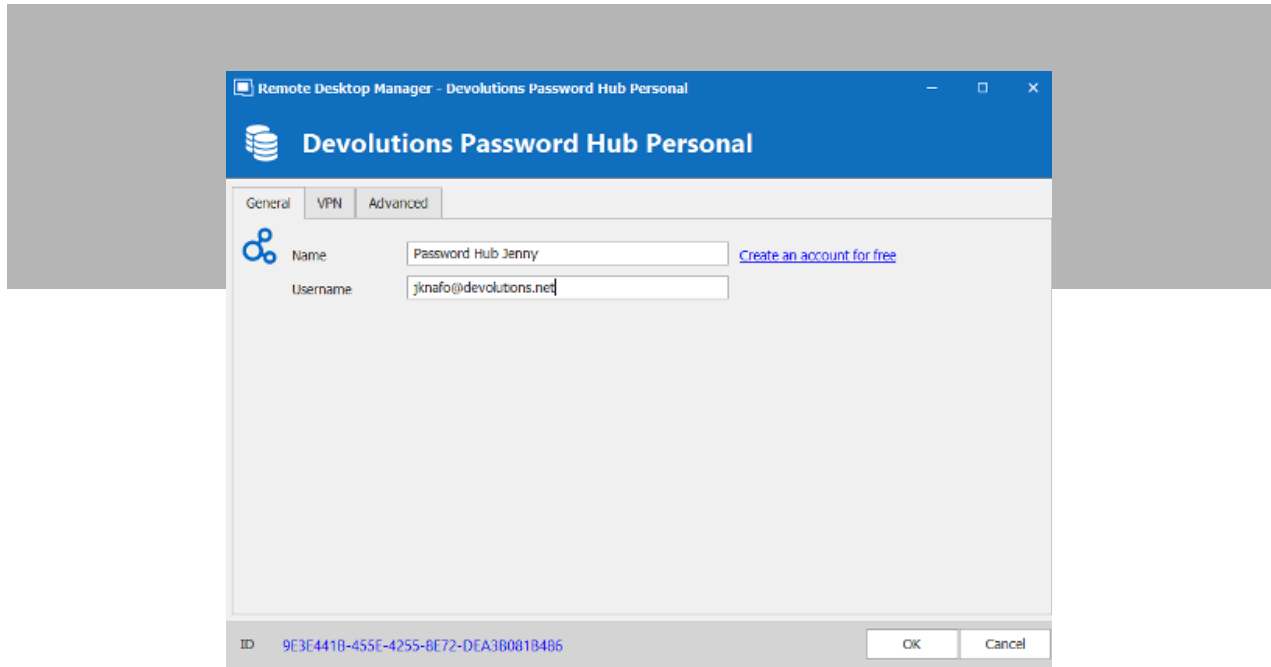 Remote Desktop Manager - Devolutions Password Hub Personal
Devolutions Password Hub Personal
General VPN Advanced
Name Password Hub Jenny Create an account for free
Username jknafo@devolutions.net
ID 9E3E441B-455E-4255-8E72-DEA3B081B4B6 OK Cancel